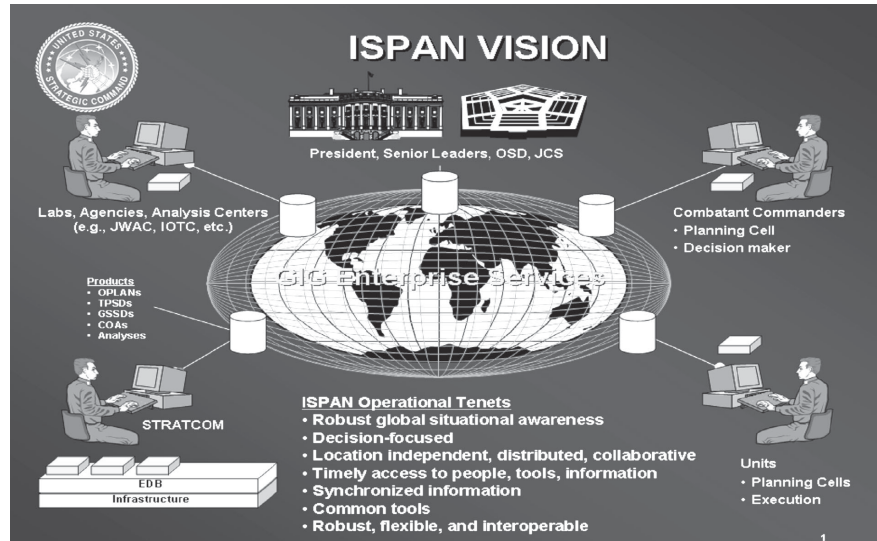 UNITED STATES
STRATEGIC COMMAND
ISPAN VISION
President, Senior Leaders, OSD, JCS
Labs, Agencies, Analysis Centers
(e.g., JWAC, IOTC, etc.)
Combatant Commanders
• Planning Cell
• Decision maker
GIG Enterprise Services
Products
• OPLANs
• TPSDs
• GSSDs
• COAs
• Analyses
STRATCOM
EDB
Infrastructure
ISPAN Operational Tenets
• Robust global situational awareness
• Decision-focused
• Location independent, distributed, collaborative
• Timely access to people, tools, information
• Synchronized information
• Common tools
• Robust, flexible, and interoperable
Units
• Planning Cells
• Execution
1